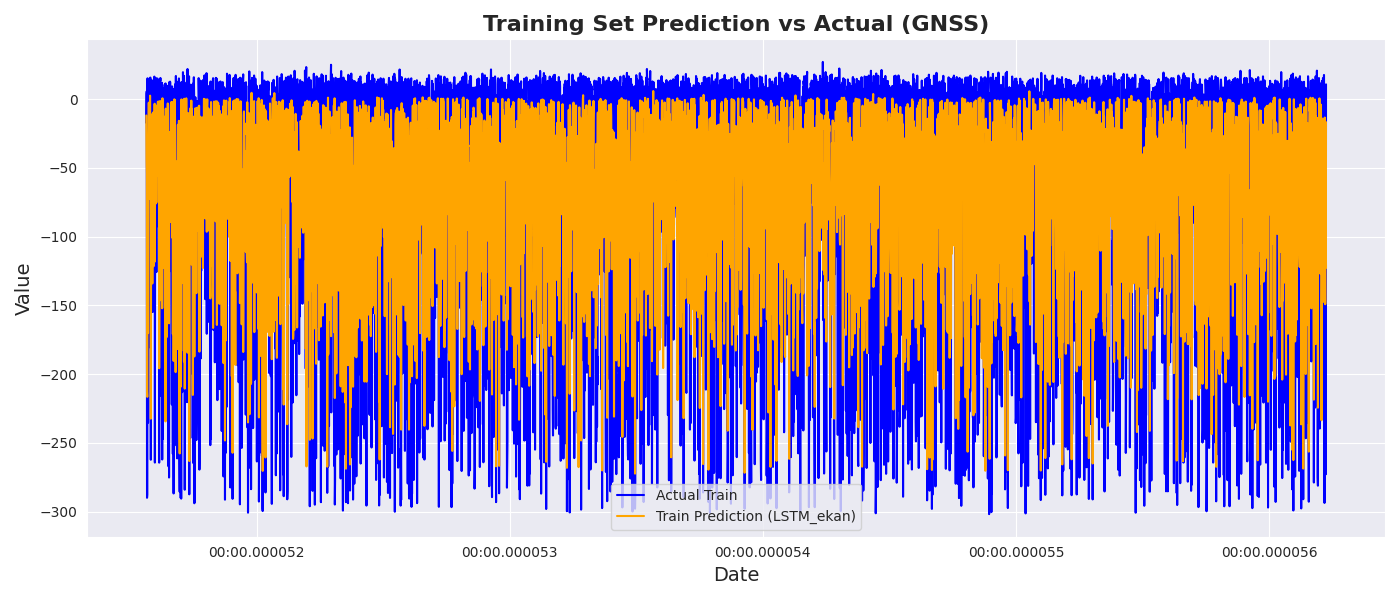 Training Set Prediction vs Actual (GNSS)
Value
0
−50
−100
−150
−200
−250
−300
Actual Train
Train Prediction (LSTM_ekan)
00:00.000052
00:00.000053
00:00.000054
00:00.000055
00:00.000056
Date